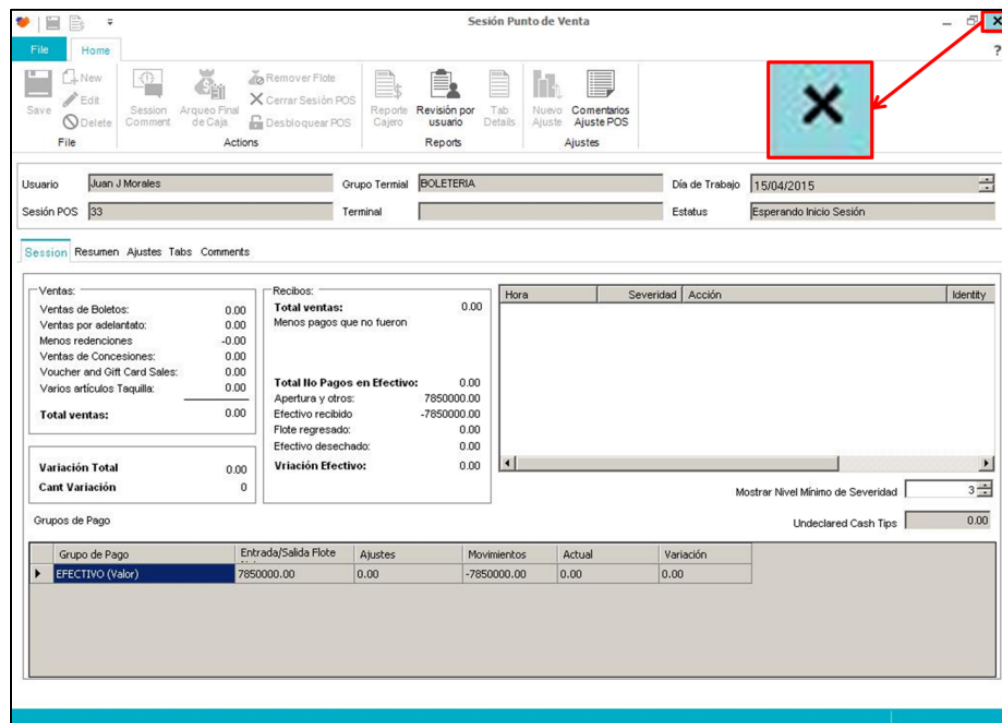 Sesión Punto de Venta
File Home
?
Save
New
Edit
Delete
File
Session Comment
Arqueo Final de Caja
Remover Flote
Cerrar Sesión POS
Desbloquear POS
Actions
Reporte Cajero
Revisión por usuario
Tab Details
Reports
Nuevo Ajuste
Comentarios Ajuste POS
Ajustes
Usuario Juan J Morales Grupo Termial BOLETERIA Día de Trabajo 15/04/2015
Sesión POS 33 Terminal Estatus Esperando Inicio Sesión
Session Resumen Ajustes Tabs Comments
Ventas:
Ventas de Boletos: 0.00
Ventas por adelantato: 0.00
Menos redenciones -0.00
Ventas de Concesiones: 0.00
Voucher and Gift Card Sales: 0.00
Varios artículos Taquilla: 0.00
Total ventas: 0.00
Variación Total 0.00
Cant Variación 0
Recibos:
Total ventas: 0.00
Menos pagos que no fueron
Total No Pagos en Efectivo: 0.00
Apertura y otros: 7850000.00
Efectivo recibido -7850000.00
Flote regresado: 0.00
Efectivo desechado: 0.00
Vriación Efectivo: 0.00
Hora Severidad Acción Identity
Mostrar Nivel Mínimo de Severidad 3
Undeclared Cash Tips 0.00
Grupos de Pago
Grupo de Pago Entrada/Salida Flote Ajustes Movimientos Actual Variación
EFECTIVO (Valor) 7850000.00 0.00 -7850000.00 0.00 0.00